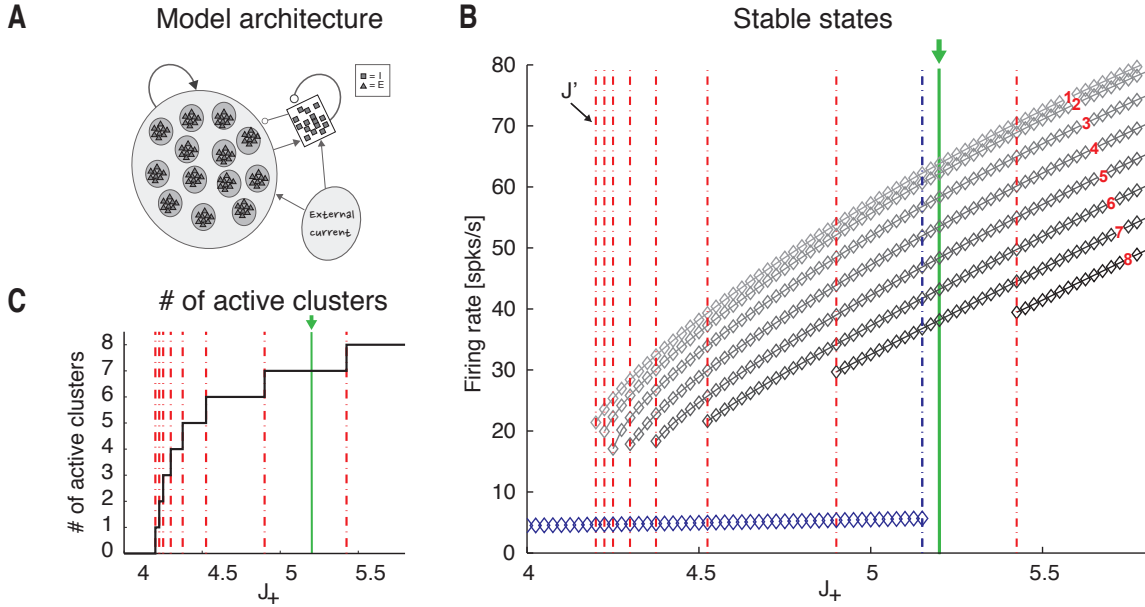 A
Model architecture
= I
= E
External
current
B
Stable states
J'
Firing rate [spks/s]
80
70
60
50
40
30
20
10
0
1
2
3
4
5
6
7
8
4
4.5
5
5.5
J+
C
# of active clusters
# of active clusters
8
7
6
5
4
3
2
1
0
4
4.5
5
5.5
J+